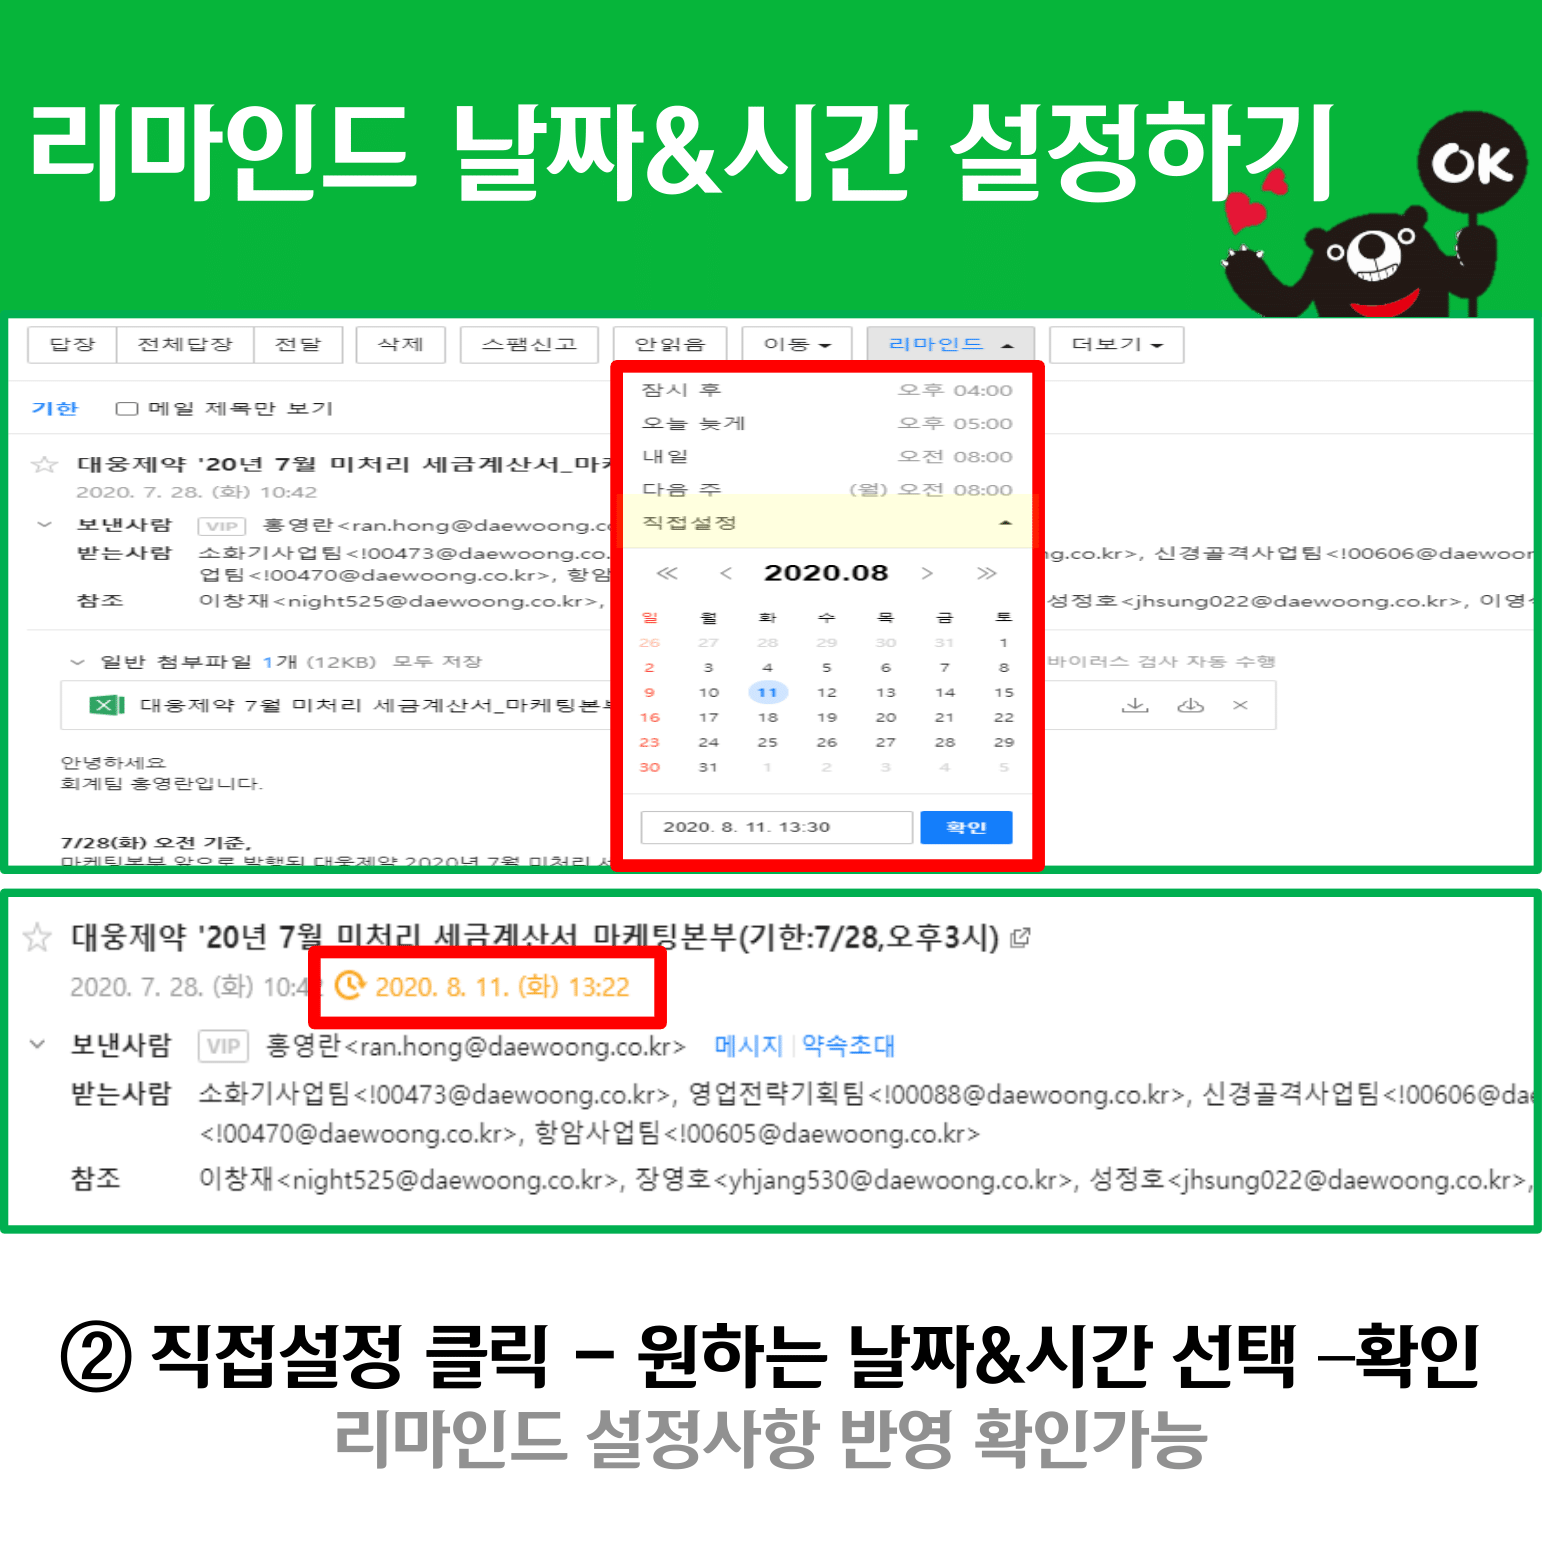 리마인드 날짜&시간 설정하기
OK
답장 전체답장 전달 삭제 스팸신고 안읽음 이동 리마인드 더보기
기한 메일 제목만 보기
잠시 후 오후 04:00
오늘 늦게 오후 05:00
내일 오전 08:00
다음 주 (월) 오전 08:00
직접설정
≪ < 2020.08 > ≫
일 월 화 수 목 금 토
26 27 28 29 30 31 1
2 3 4 5 6 7 8
9 10 11 12 13 14 15
16 17 18 19 20 21 22
23 24 25 26 27 28 29
30 31 1 2 3 4 5
2020. 8. 11. 13:30 확인
대웅제약 '20년 7월 미처리 세금계산서_마
2020. 7. 28. (화) 10:42
보낸사람 VIP 홍영란<ran.hong@daewoong.c
받는사람 소화기사업팀<!00473@daewoong.co. g.co.kr>, 신경골격사업팀<!00606@daewoo
업팀<!00470@daewoong.co.kr>, 항암
참조 이창재<night525@daewoong.co.kr>, 성정호<jhsung022@daewoong.co.kr>, 이영
일반 첨부파일 1개 (12KB) 모두 저장 바이러스 검사 자동 수행
대웅제약 7월 미처리 세금계산서_마케팅본
안녕하세요
회계팀 홍영란입니다.
7/28(화) 오전 기준,
마케팅본부 앞으로 발행된 대웅제약 2020년 7월 미처리
대웅제약 '20년 7월 미처리 세금계산서_마케팅본부(기한:7/28,오후3시)
2020. 7. 28. (화) 10:42 2020. 8. 11. (화) 13:22
보낸사람 VIP 홍영란<ran.hong@daewoong.co.kr> 메시지 | 약속초대
받는사람 소화기사업팀<!00473@daewoong.co.kr>, 영업전략기획팀<!00088@daewoong.co.kr>, 신경골격사업팀<!00606@da
<!00470@daewoong.co.kr>, 항암사업팀<!00605@daewoong.co.kr>
참조 이창재<night525@daewoong.co.kr>, 장영호<yhjang530@daewoong.co.kr>, 성정호<jhsung022@daewoong.co.kr>,
② 직접설정 클릭 – 원하는 날짜&시간 선택 –확인
리마인드 설정사항 반영 확인가능